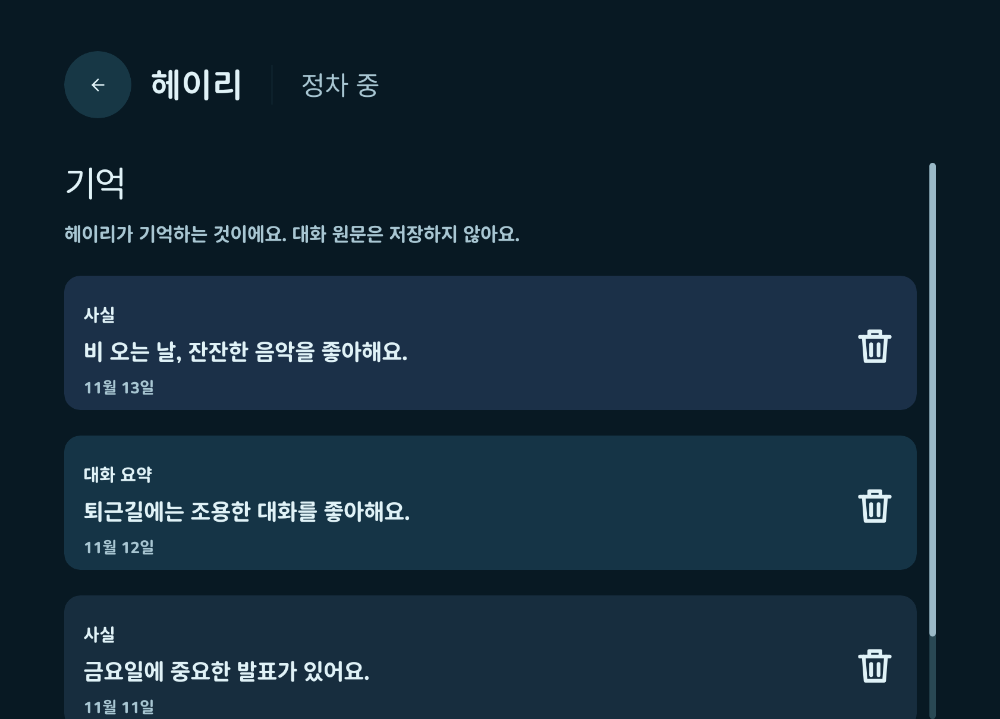 헤이리
정차 중
기억
헤이리가 기억하는 것이에요. 대화 원문은 저장하지 않아요.
사실
비 오는 날, 잔잔한 음악을 좋아해요.
11월 13일
대화 요약
퇴근길에는 조용한 대화를 좋아해요.
11월 12일
사실
금요일에 중요한 발표가 있어요.
11월 11일